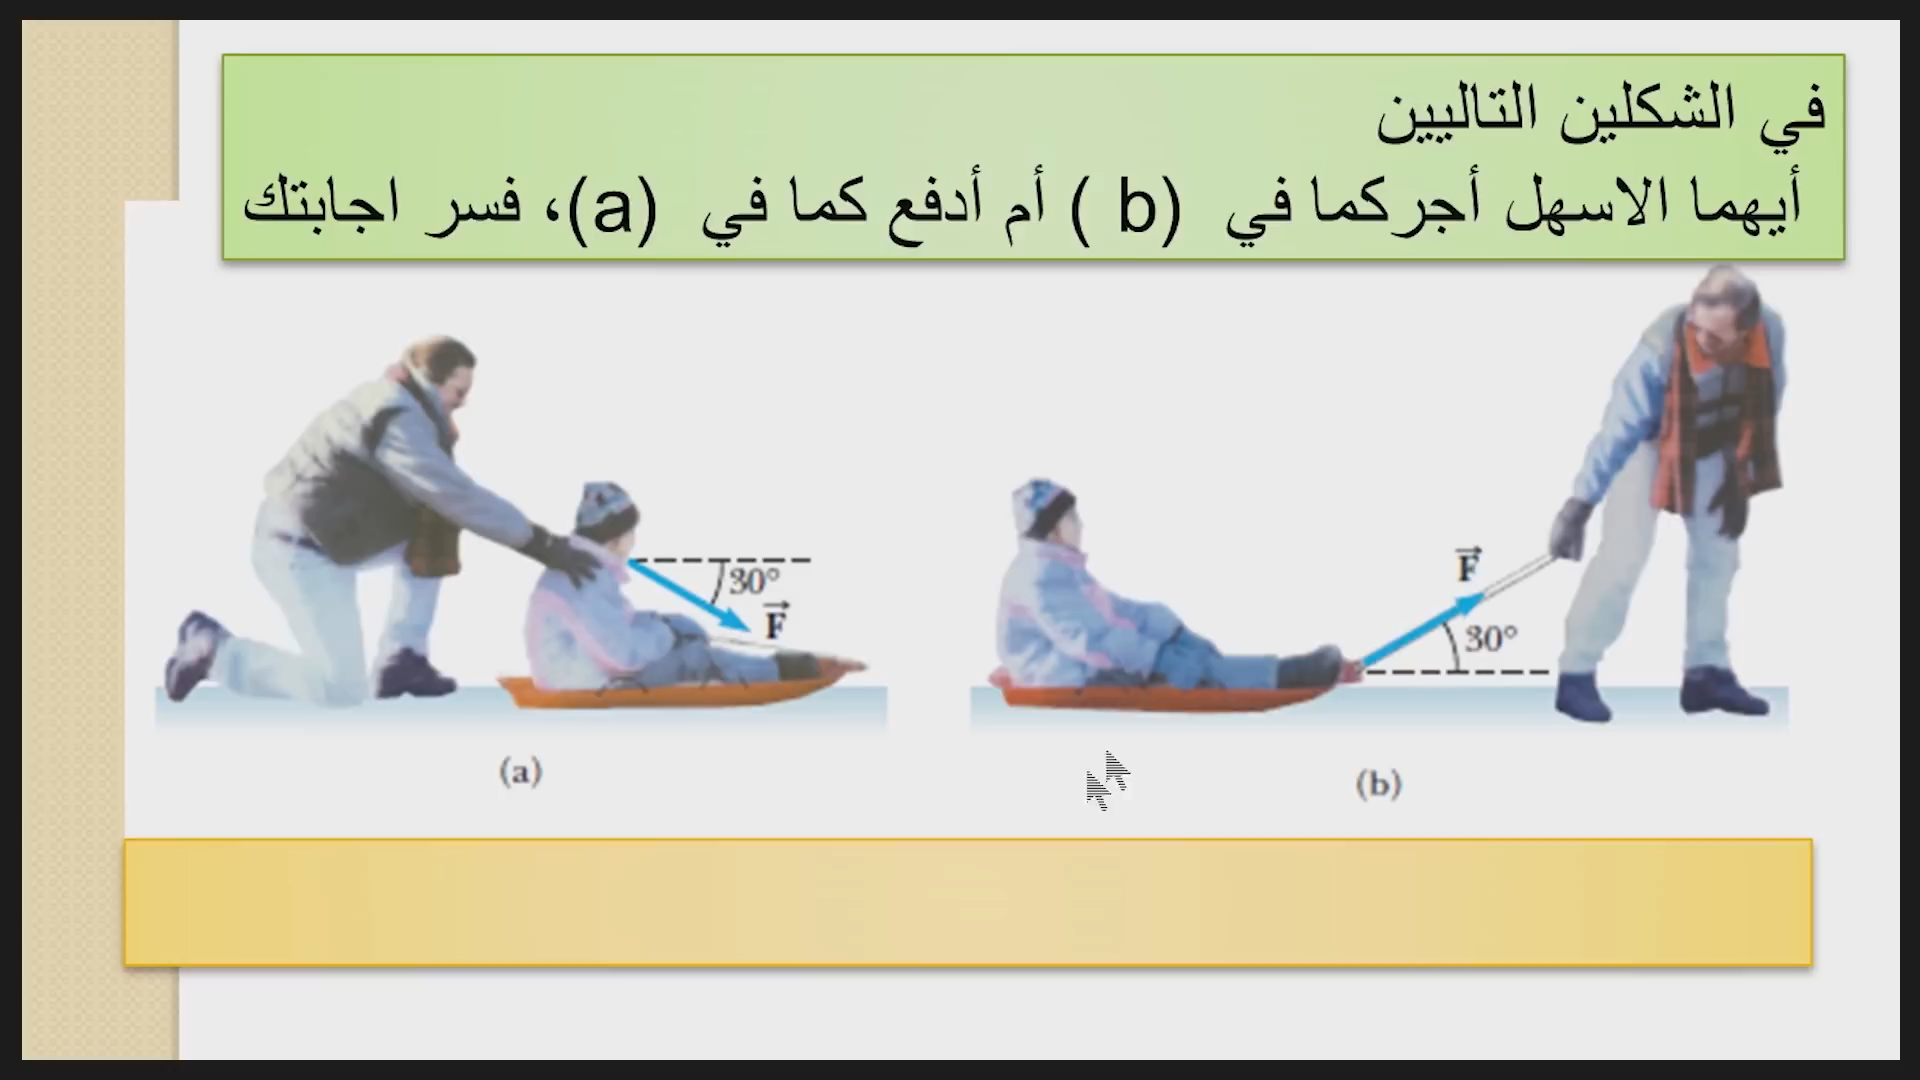 في الشكلين التاليين
أيهما الاسهل أجركما في (b ) أم أدفع كما في (a)، فسر اجابتك
30°
F
F
30°
(a)
(b)